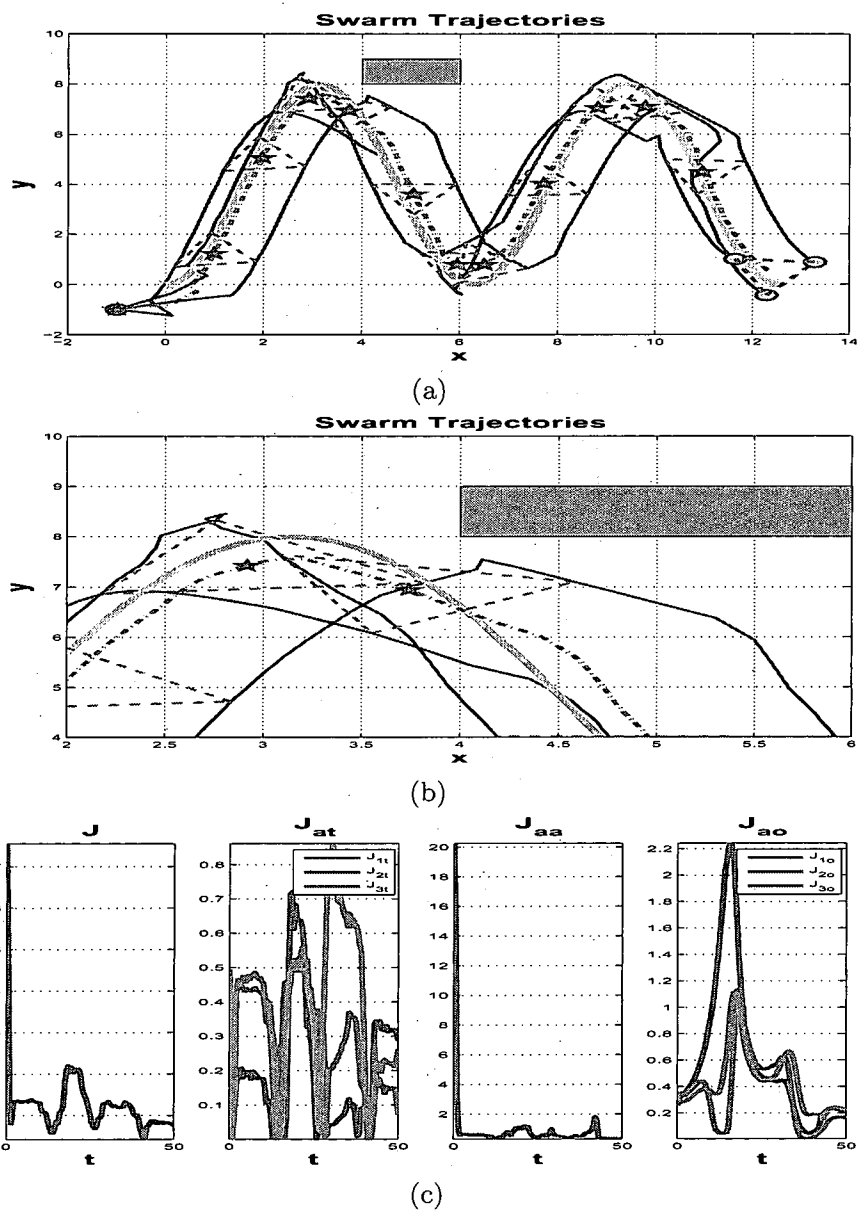 Swarm Trajectories
10
8
6
4
2
0
−2
y
−2 0 2 4 6 8 10 12 14
x
(a)
Swarm Trajectories
10
9
8
7
6
5
4
y
2 2.5 3 3.5 4 4.5 5 5.5 6
x
(b)
J
0 50
t
J_at
0.8
0.7
0.6
0.5
0.4
0.3
0.2
0.1
J_1t
J_2t
J_3t
0 50
t
J_aa
20
18
16
14
12
10
8
6
4
2
0 50
t
J_ao
2.2
2
1.8
1.6
1.4
1.2
1
0.8
0.6
0.4
0.2
J_1o
J_2o
J_3o
0 50
t
(c)